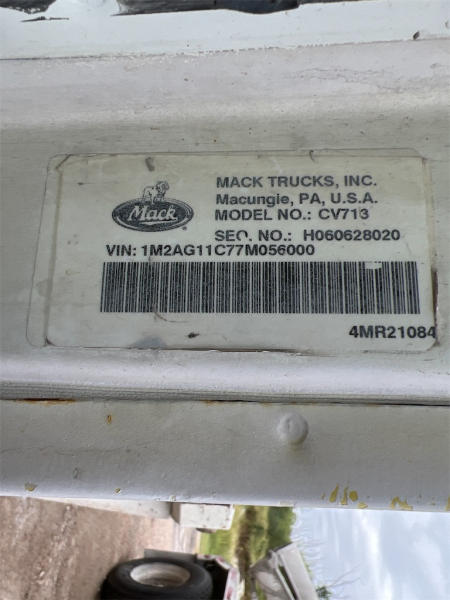 MACK TRUCKS, INC.
Macungie, PA, U.S.A.
MODEL NO.: CV713
Mack
SEQ. NO.: H060628020
VIN: 1M2AG11C77M056000
4MR21084